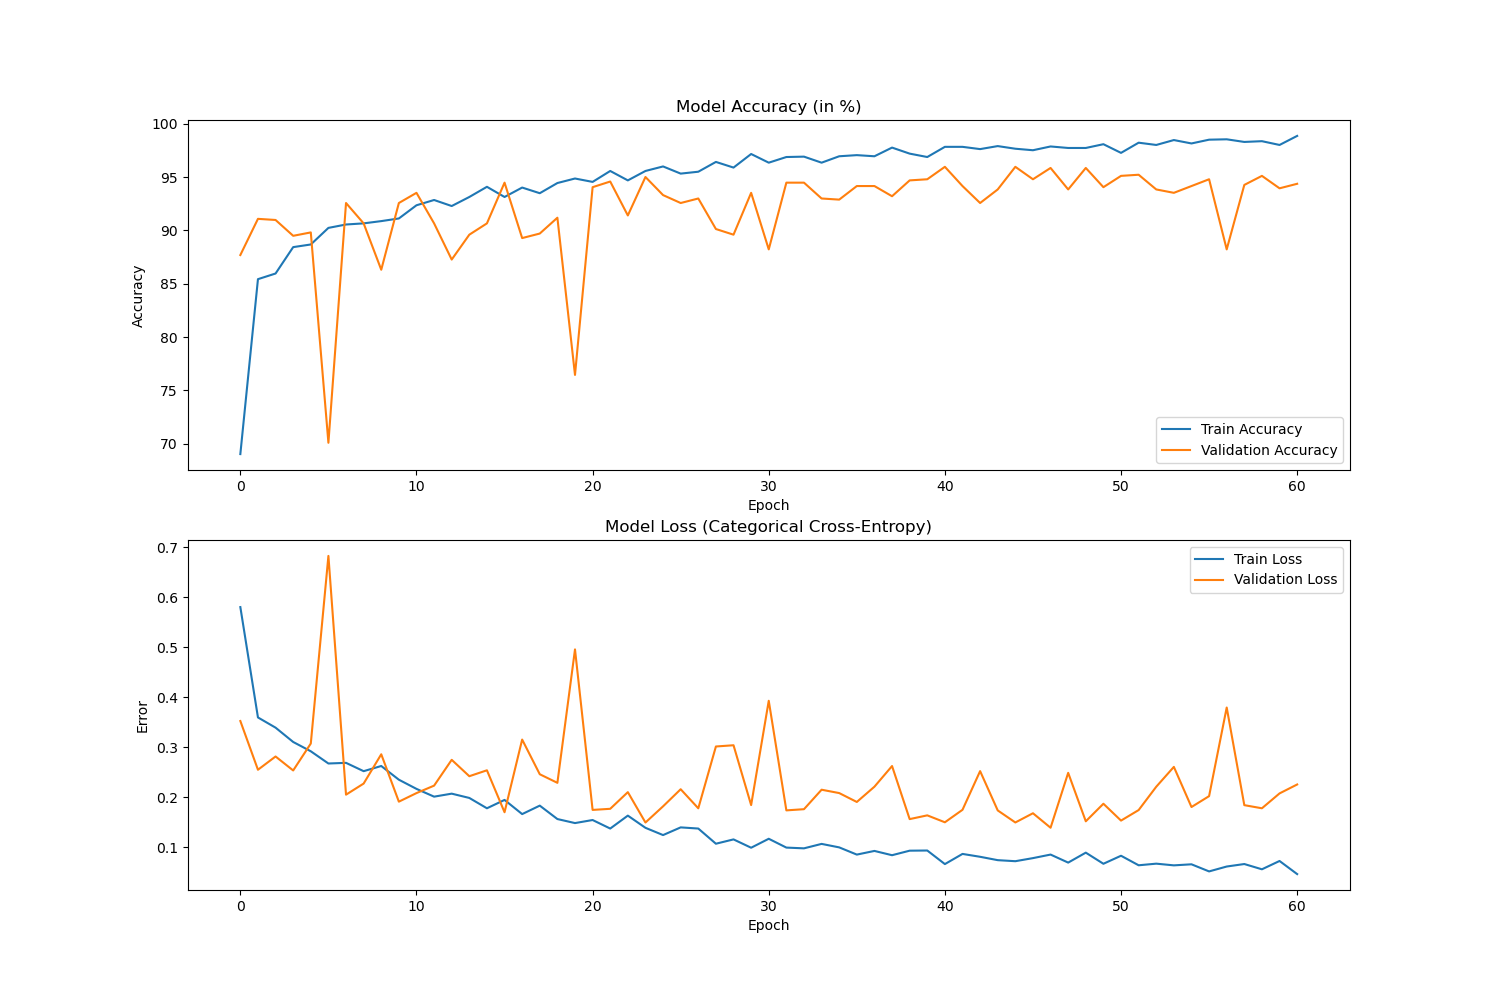 Model Accuracy (in %)
100
95
90
85
80
75
70
Accuracy
Train Accuracy
Validation Accuracy
0 10 20 30 40 50 60
Epoch
Model Loss (Categorical Cross-Entropy)
0.7
0.6
0.5
0.4
0.3
0.2
0.1
Error
Train Loss
Validation Loss
0 10 20 30 40 50 60
Epoch